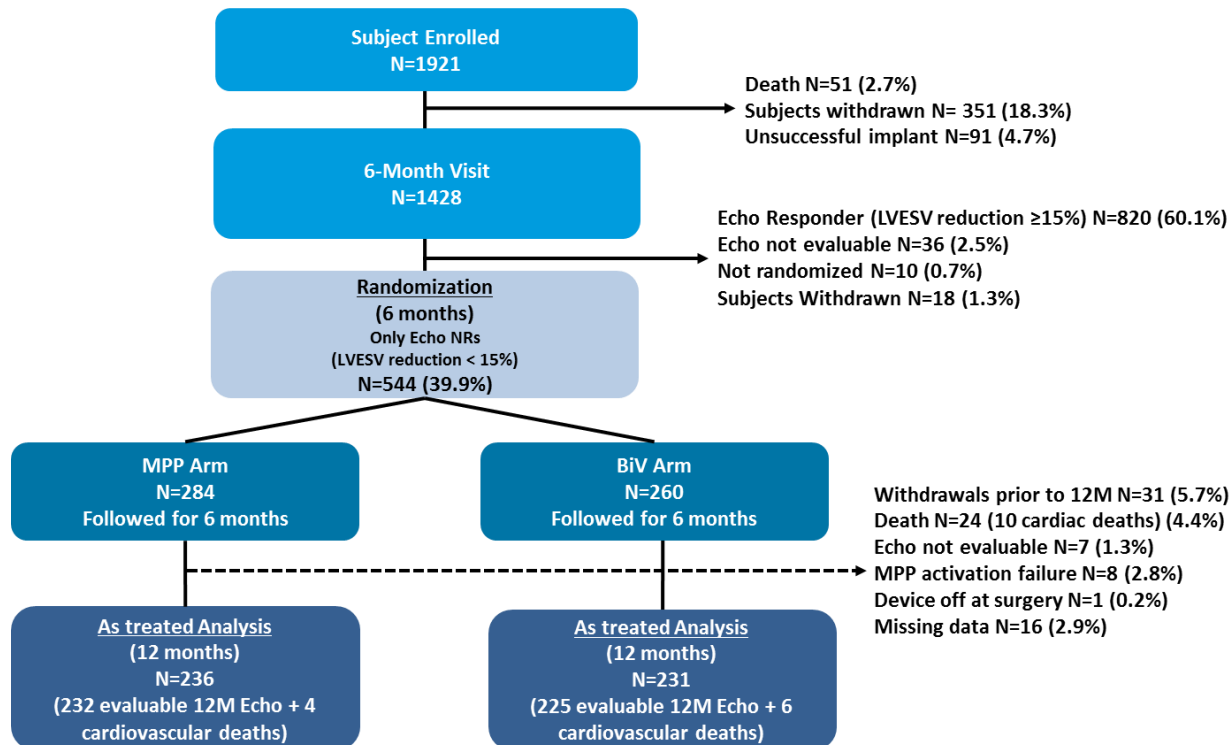 Subject Enrolled
N=1921
Death N=51 (2.7%)
Subjects withdrawn N= 351 (18.3%)
Unsuccessful implant N=91 (4.7%)
6-Month Visit
N=1428
Echo Responder (LVESV reduction ≥15%) N=820 (60.1%)
Echo not evaluable N=36 (2.5%)
Not randomized N=10 (0.7%)
Subjects Withdrawn N=18 (1.3%)
Randomization
(6 months)
Only Echo NRs
(LVESV reduction < 15%)
N=544 (39.9%)
MPP Arm
N=284
Followed for 6 months
BiV Arm
N=260
Followed for 6 months
Withdrawals prior to 12M N=31 (5.7%)
Death N=24 (10 cardiac deaths) (4.4%)
Echo not evaluable N=7 (1.3%)
MPP activation failure N=8 (2.8%)
Device off at surgery N=1 (0.2%)
Missing data N=16 (2.9%)
As treated Analysis
(12 months)
N=236
(232 evaluable 12M Echo + 4
cardiovascular deaths)
As treated Analysis
(12 months)
N=231
(225 evaluable 12M Echo + 6
cardiovascular deaths)